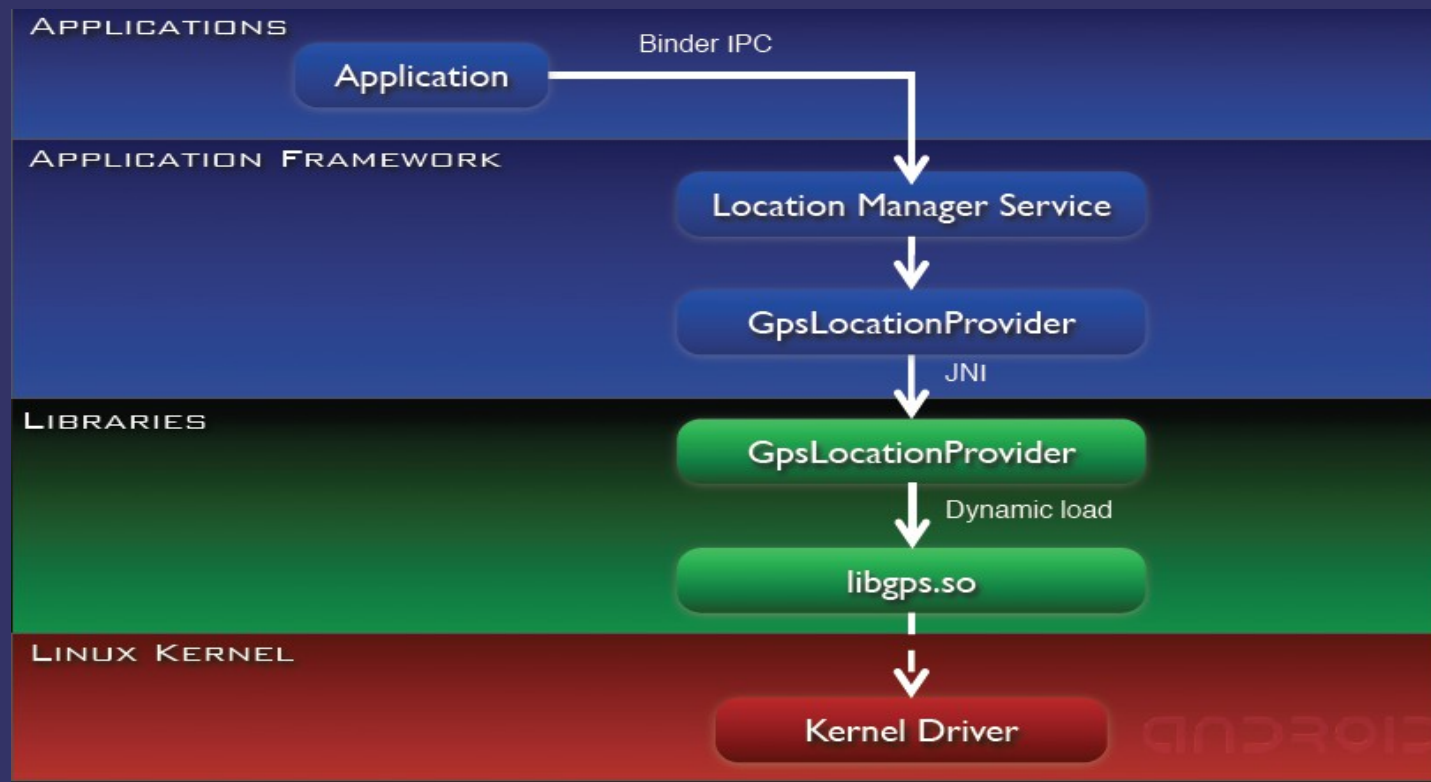 APPLICATIONS
Binder IPC
Application
APPLICATION FRAMEWORK
Location Manager Service
GpsLocationProvider
JNI
LIBRARIES
GpsLocationProvider
Dynamic load
libgps.so
LINUX KERNEL
Kernel Driver
ANDROID